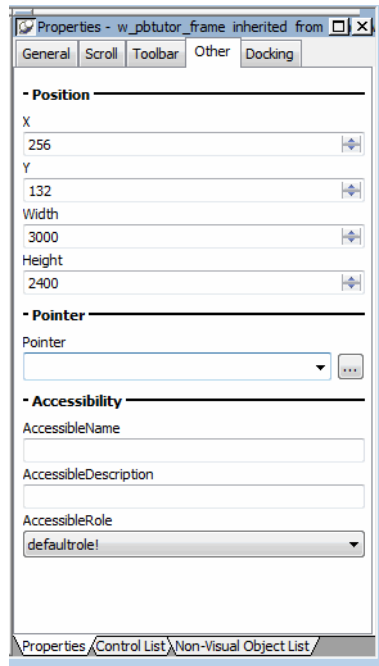 Properties - w_pbtutor_frame inherited from
General Scroll Toolbar Other Docking
- Position
X
256
Y
132
Width
3000
Height
2400
- Pointer
Pointer
...
- Accessibility
AccessibleName
AccessibleDescription
AccessibleRole
defaultrole!
Properties Control List Non-Visual Object List